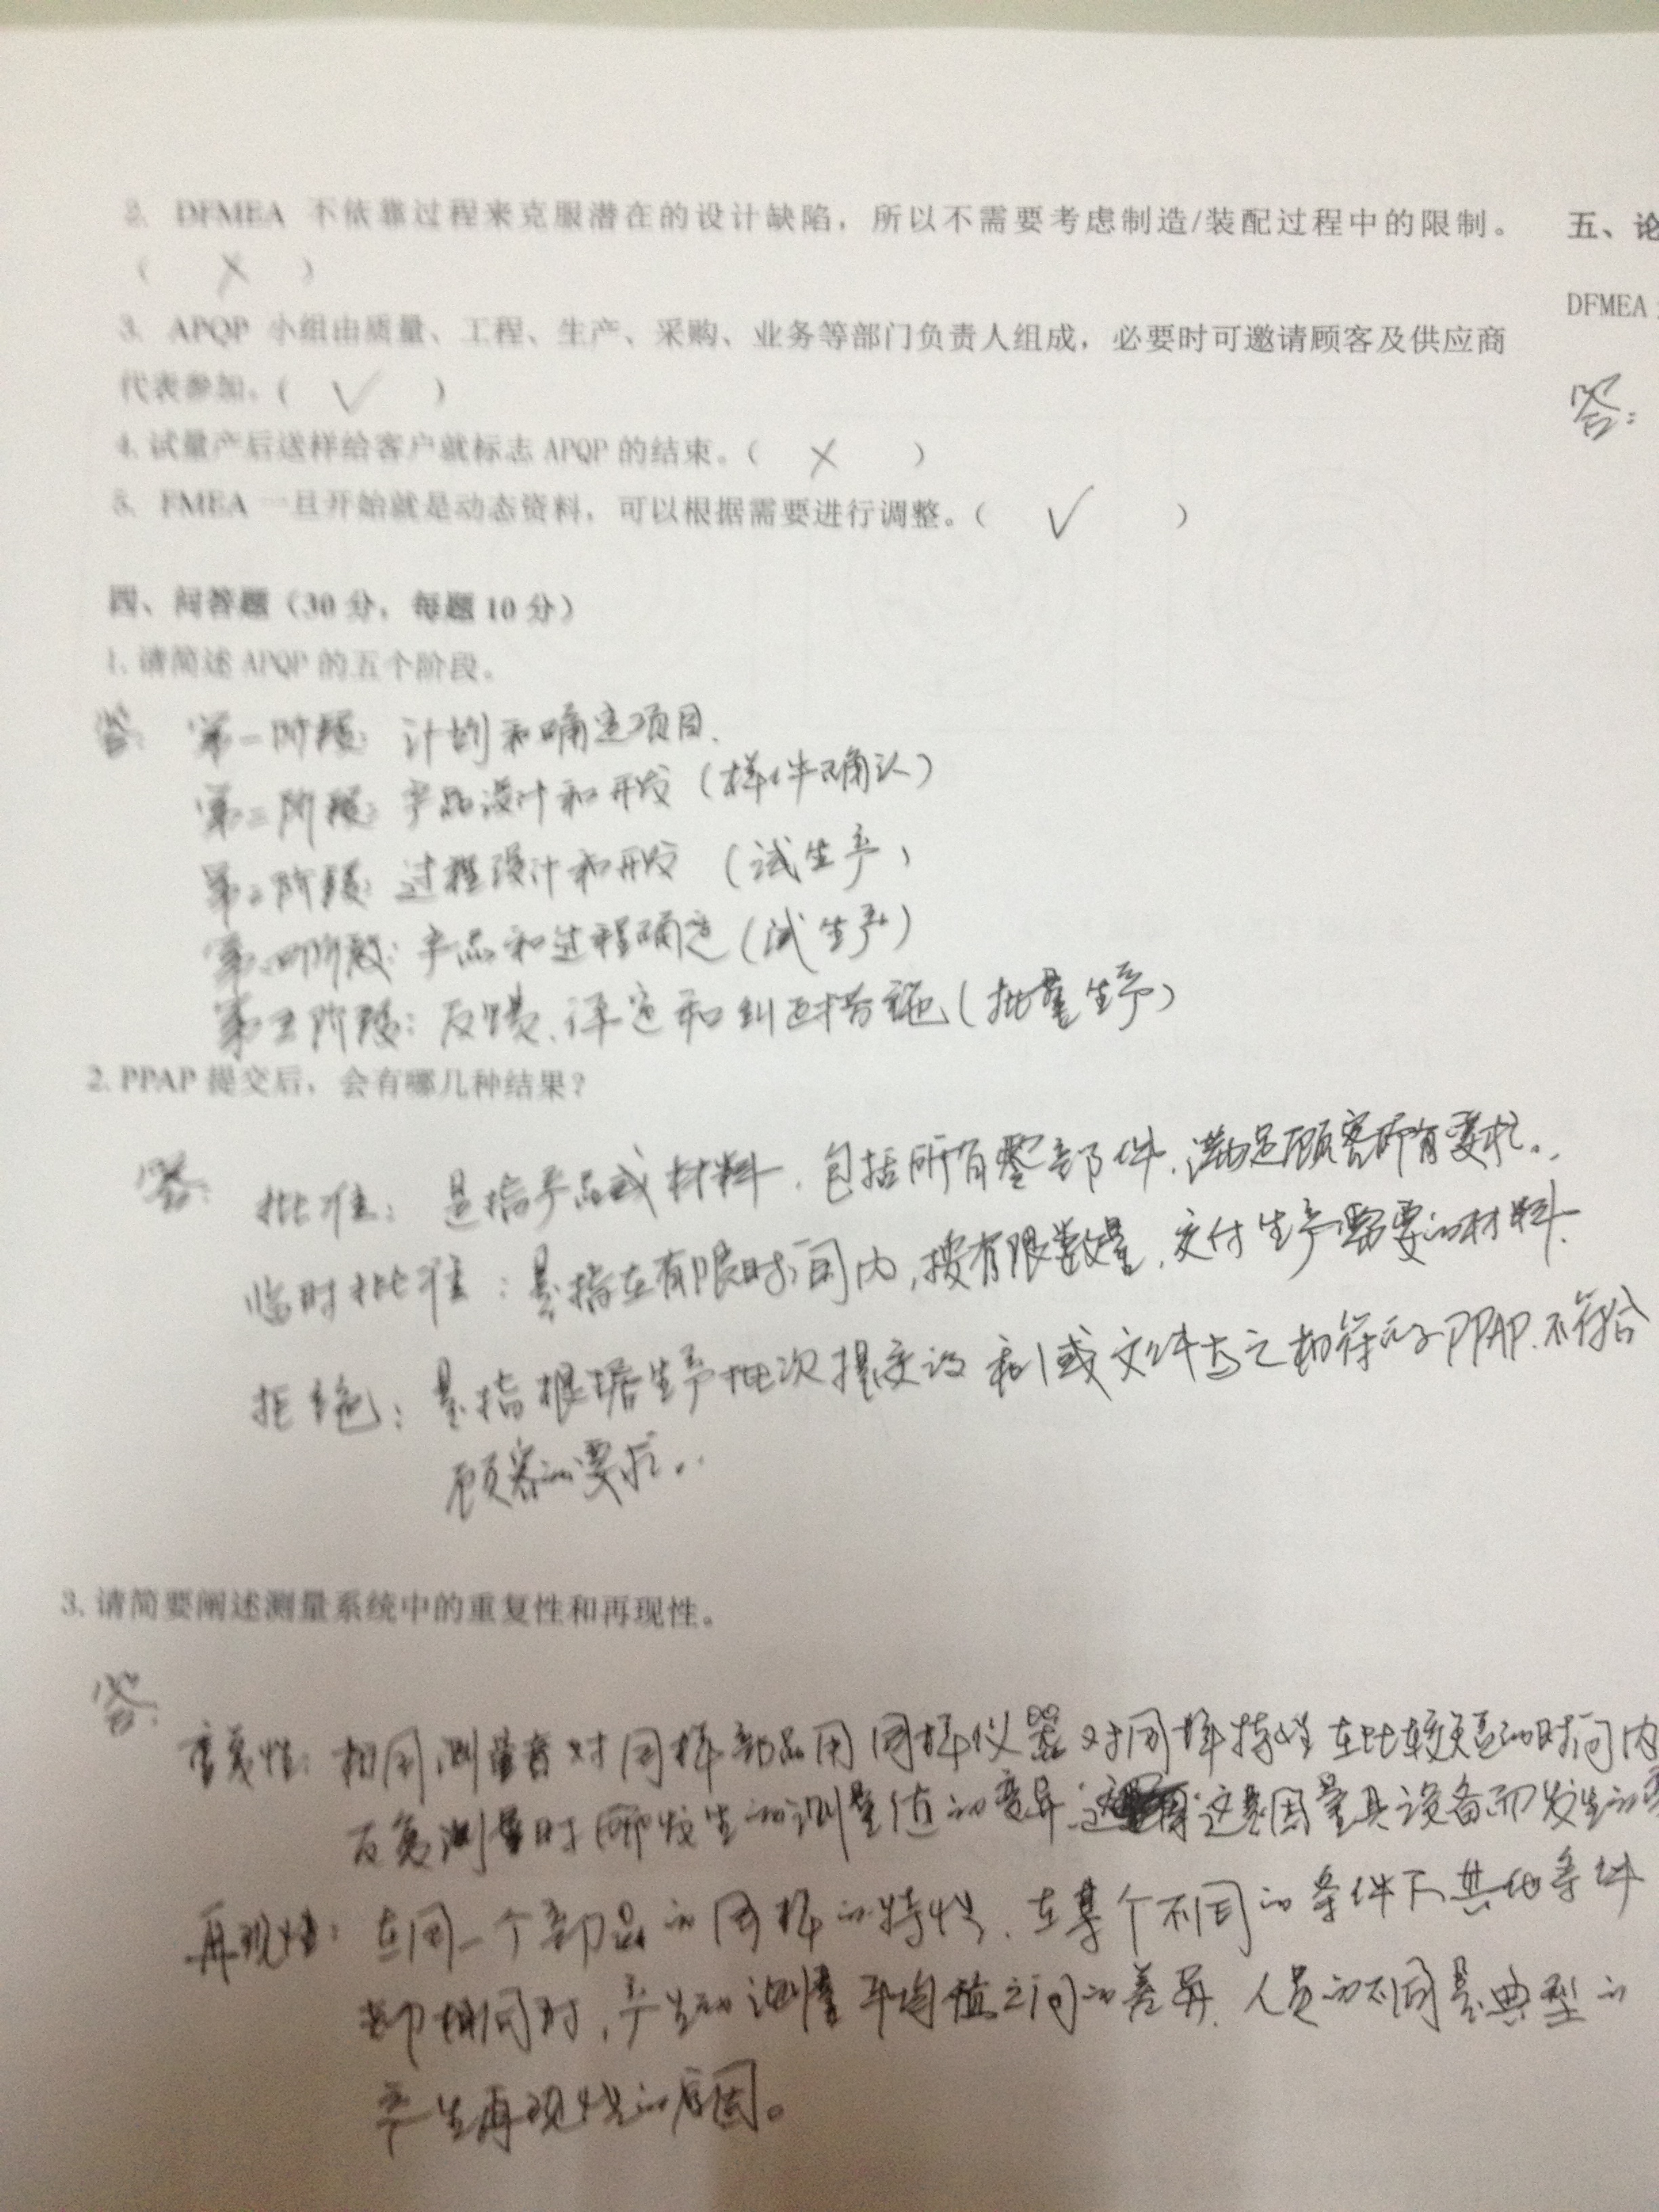 2. DFMEA 不依靠过程来克服潜在的设计缺陷，所以不需要考虑制造/装配过程中的限制。
（ × ）
3. APQP 小组由质量、工程、生产、采购、业务等部门负责人组成，必要时可邀请顾客及供应商
代表参加。（ √ ）
4. 试量产后送样给客户就标志 APQP 的结束。（ × ）
5. FMEA 一旦开始就是动态资料，可以根据需要进行调整。（ √ ）
四、问答题（30 分，每题 10 分）
1. 请简述 APQP 的五个阶段。
答：第一阶段：计划和确定项目.
第二阶段：产品设计和开发（样件确认）
第三阶段：过程设计和开发（试生产）
第四阶段：产品和过程确定（试生产）
第五阶段：反馈、评定和纠正措施（批量生产）
2. PPAP 提交后，会有哪几种结果？
答：批准：是指产品或材料，包括所有零部件，满足顾客所有要求。
临时批准：是指在有限时间内，按有限数量，交付生产需要的材料.
拒绝：是指根据生产批次提交的和/或文件与之相符的PPAP不符合
顾客的要求。
3. 请简要阐述测量系统中的重复性和再现性。
答：
重复性：相同测量者对同样部品用同样仪器对同样特性在比较短的时间内
反复测量时所发生的测量值的变异 这是因量具设备而发生的
再现性：在同一个部品的同样的特性，在某个不同的条件下其他条件
都相同时，产生的测量平均值之间的差异，人员的不同是典型的
产生再现性的原因。
五、论
DFMEA
答：